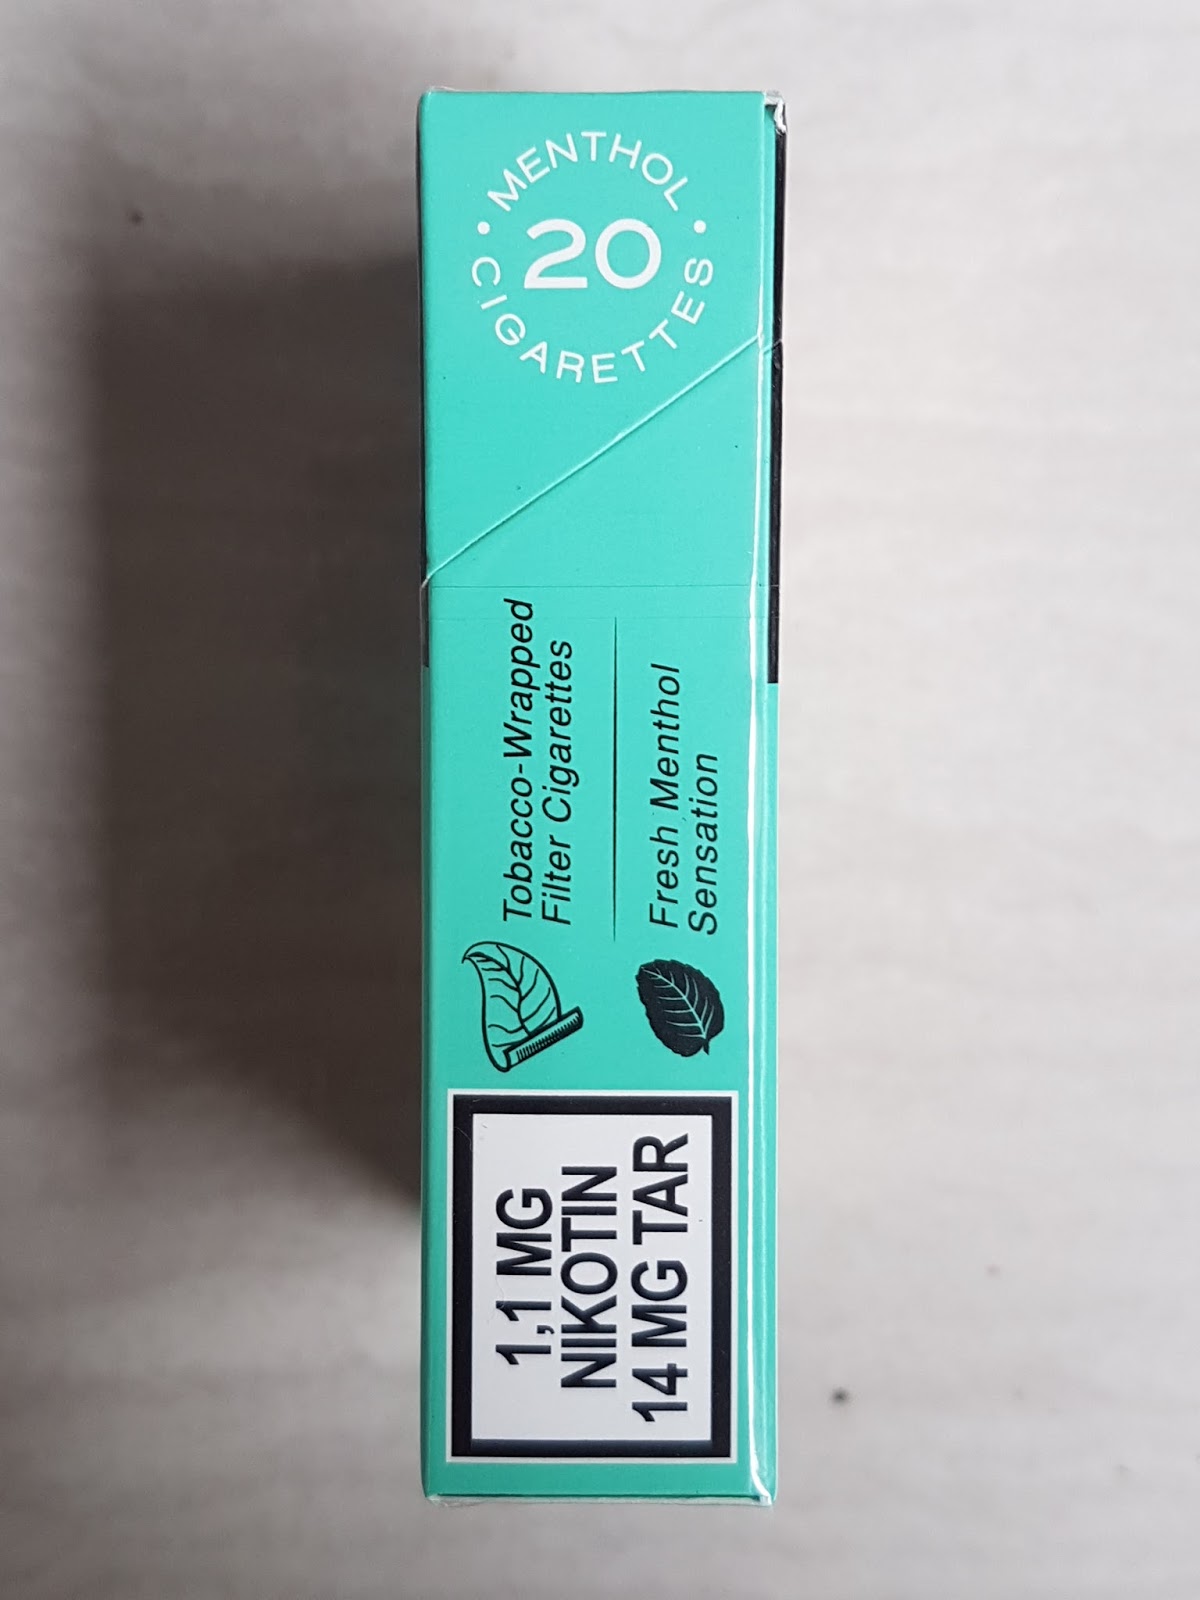 MENTHOL
20
CIGARETTES
Tobacco-Wrapped
Filter Cigarettes
Fresh Menthol
Sensation
1,1 MG
NIKOTIN
14 MG TAR